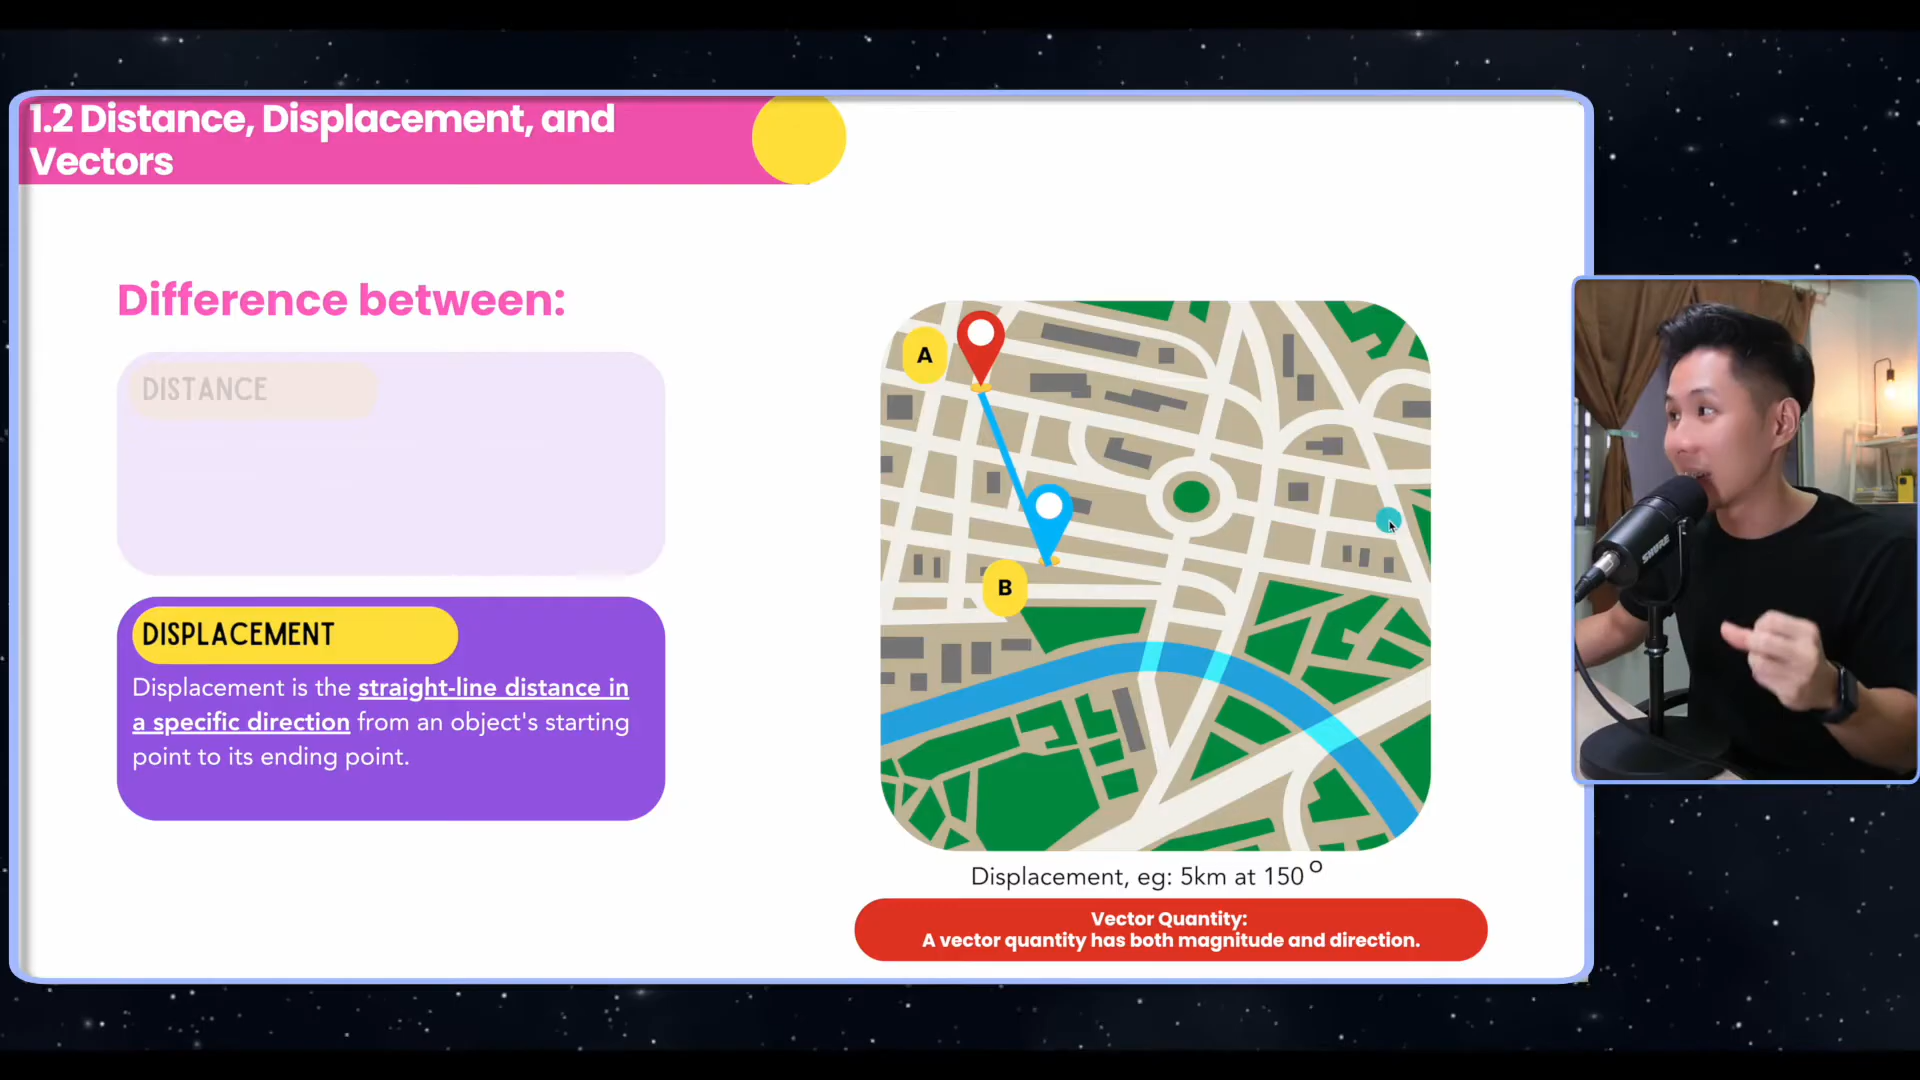 1.2 Distance, Displacement, and
Vectors
Difference between:
DISTANCE
DISPLACEMENT
Displacement is the straight-line distance in
a specific direction from an object's starting
point to its ending point.
A
B
Displacement, eg: 5km at 150°
Vector Quantity:
A vector quantity has both magnitude and direction.
SHURE